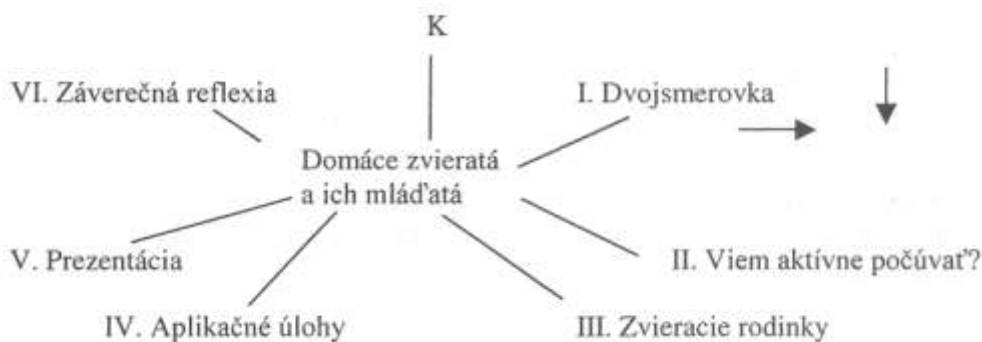 K
VI. Záverečná reflexia
I. Dvojsmerovka
Domáce zvieratá
a ich mláďatá
V. Prezentácia
II. Viem aktívne počúvať?
IV. Aplikačné úlohy
III. Zvieracie rodinky